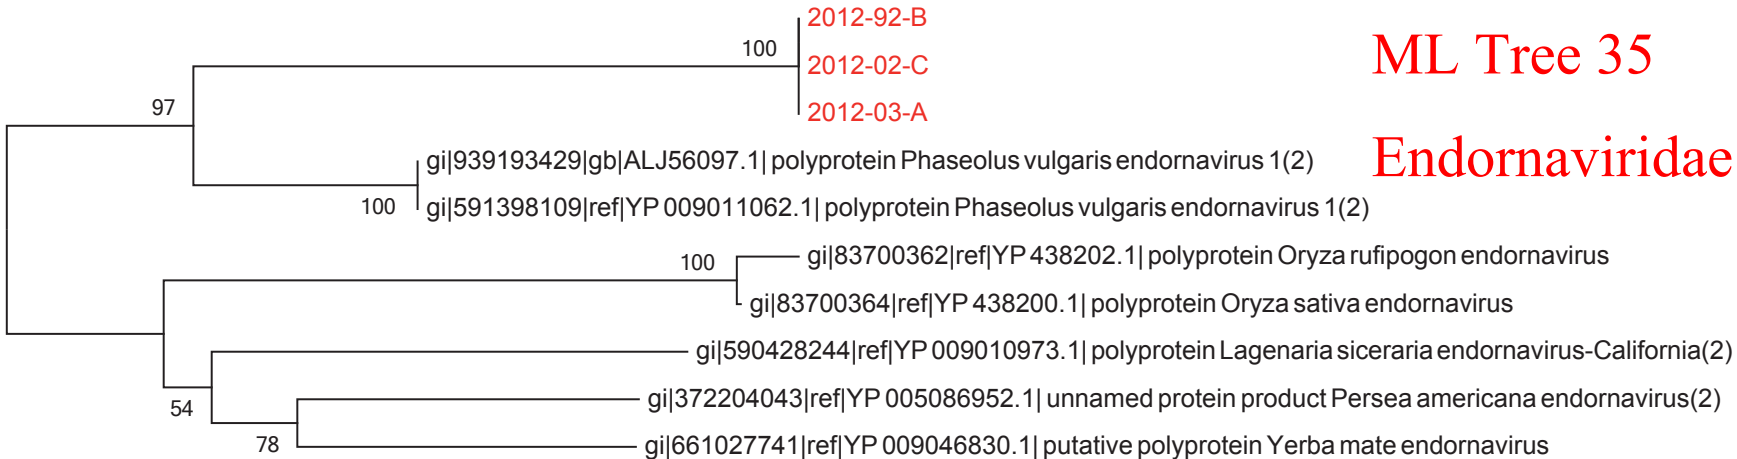 2012-92-B
100
2012-02-C
ML Tree 35
97
2012-03-A
gi|939193429|gb|ALJ56097.1| polyprotein Phaseolus vulgaris endornavirus 1(2)
Endornaviridae
100
gi|591398109|ref|YP 009011062.1| polyprotein Phaseolus vulgaris endornavirus 1(2)
100
gi|83700362|ref|YP 438202.1| polyprotein Oryza rufipogon endornavirus
gi|83700364|ref|YP 438200.1| polyprotein Oryza sativa endornavirus
gi|590428244|ref|YP 009010973.1| polyprotein Lagenaria siceraria endornavirus-California(2)
54
gi|372204043|ref|YP 005086952.1| unnamed protein product Persea americana endornavirus(2)
78
gi|661027741|ref|YP 009046830.1| putative polyprotein Yerba mate endornavirus